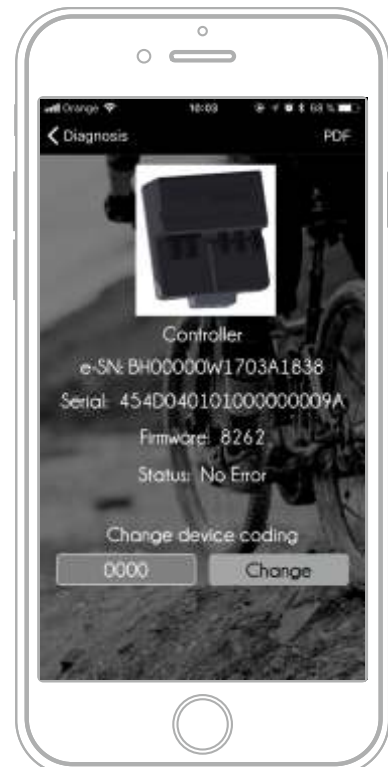 Orange 10:03 68 %
Diagnosis PDF
Controller
e-SN: BH00000W1703A1838
Serial: 454D040101000000009A
Firmware: 8262
Status: No Error
Change device coding
0000 Change